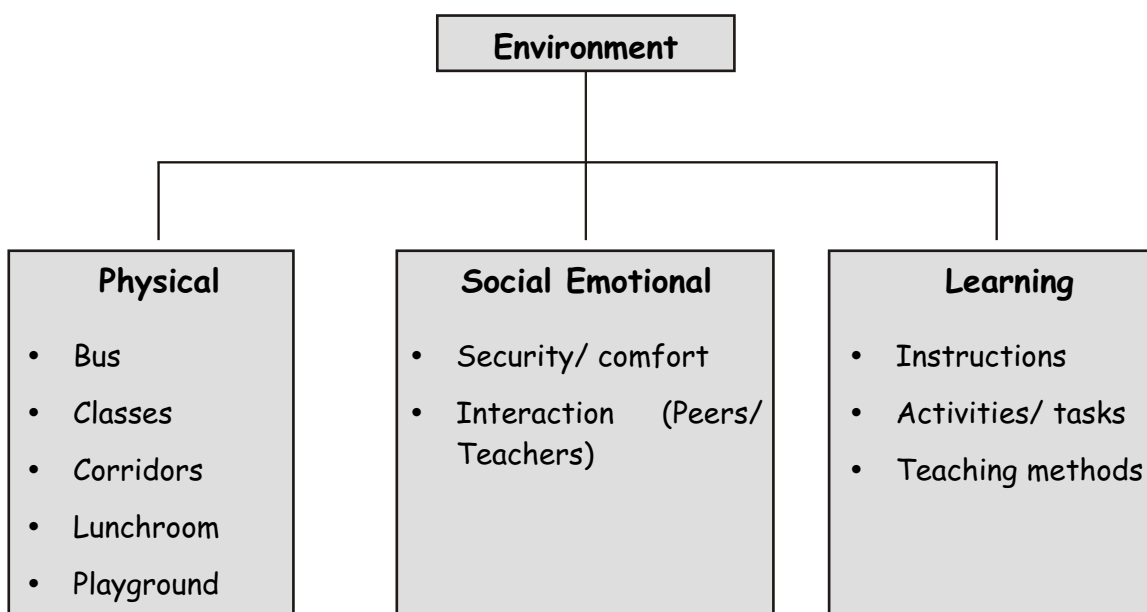 Environment
Physical
• Bus
• Classes
• Corridors
• Lunchroom
• Playground
Social Emotional
• Security/ comfort
• Interaction (Peers/
Teachers)
Learning
• Instructions
• Activities/ tasks
• Teaching methods